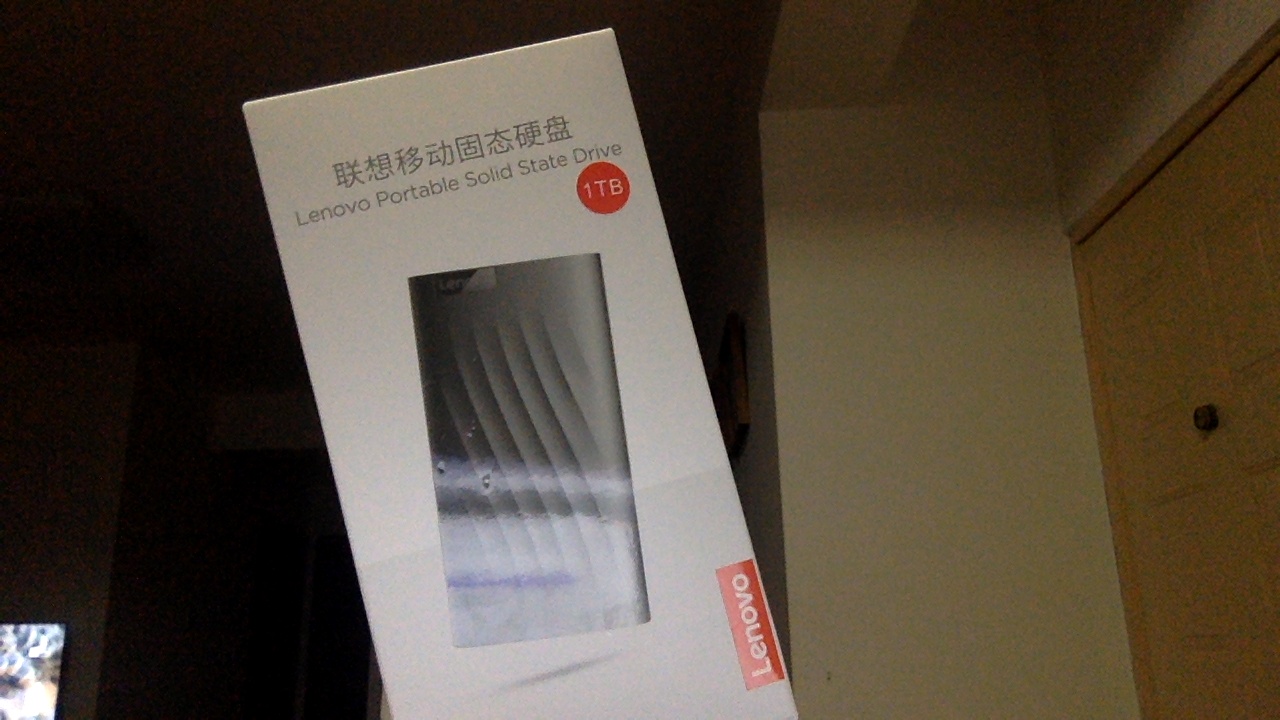 联想移动固态硬盘
Lenovo Portable Solid State Drive
1TB
Lenovo